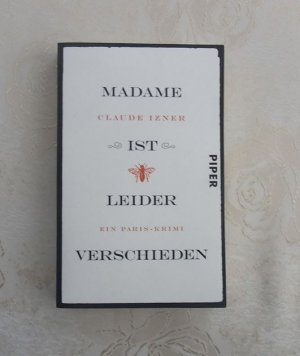 MADAME
CLAUDE IZNER
IST
LEIDER
EIN PARIS-KRIMI
VERSCHIEDEN
PIPER